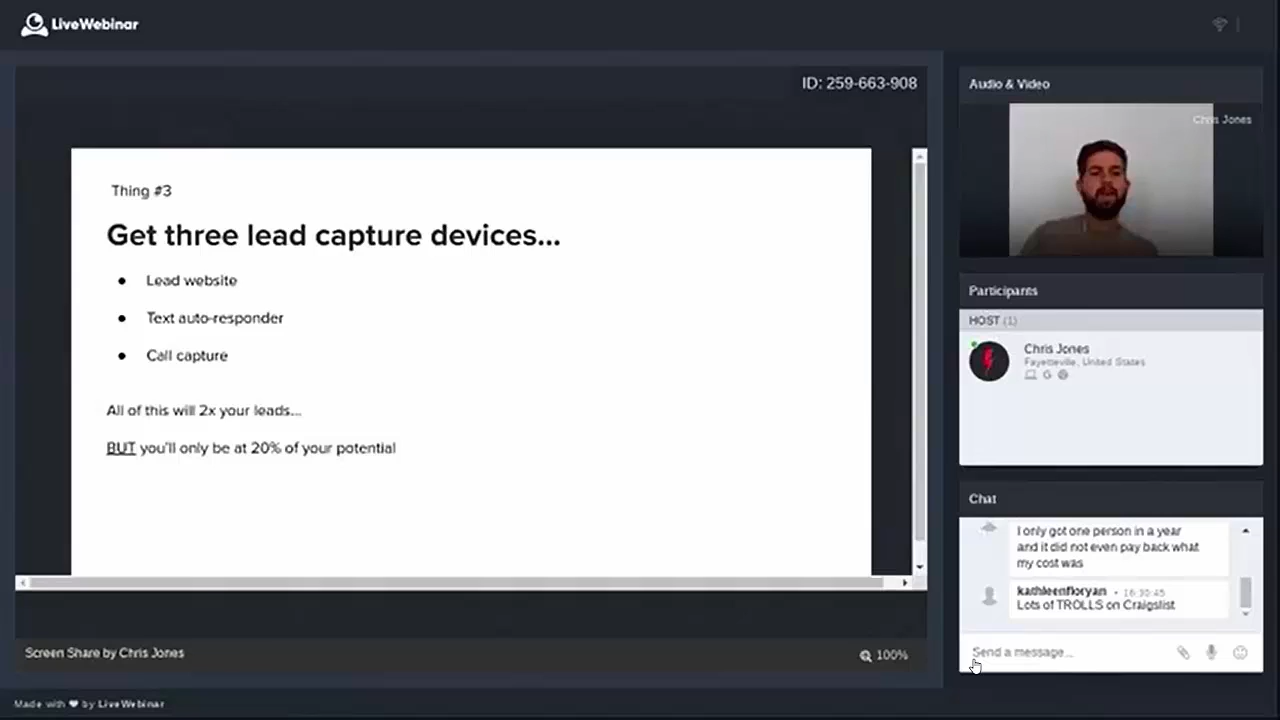 LiveWebinar
ID: 259-663-908
Thing #3
Get three lead capture devices...
● Lead website
● Text auto-responder
● Call capture
All of this will 2x your leads...
BUT you'll only be at 20% of your potential
Screen Share by Chris Jones
100%
Audio & Video
Chris Jones
Participants
HOST (1)
Chris Jones
Fayetteville, United States
Chat
I only got one person in a year
and it did not even pay back what
my cost was
kathleenfloryan • 16:30:45
Lots of TROLLS on Craigslist
Send a message...
Made with ❤ by LiveWebinar